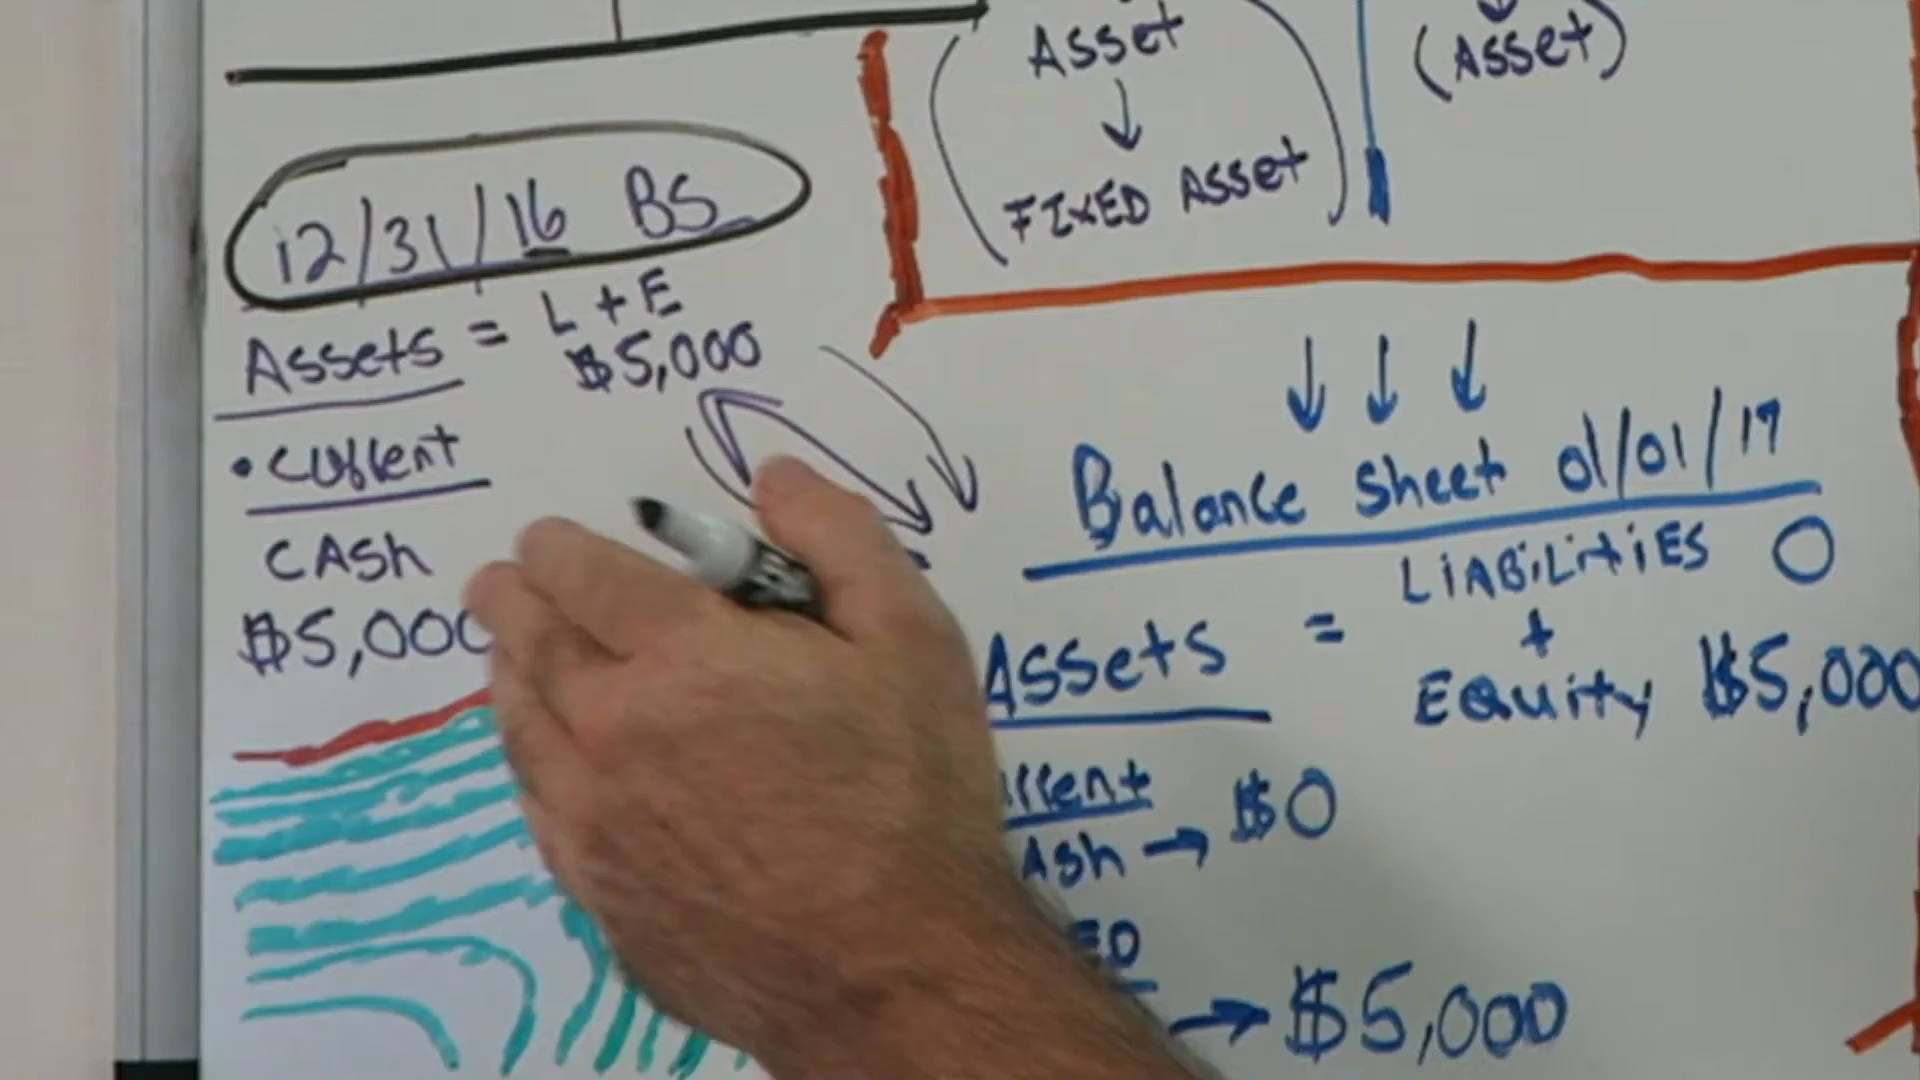 Asset
FIXED Asset
(Asset)
12/31/16 BS
Assets = L + E
$5,000
• Current
CAsh
$5,000
Balance Sheet 01/01/17
Assets = LiABiLitiES 0
+
Equity $5,000
$0
$5,000